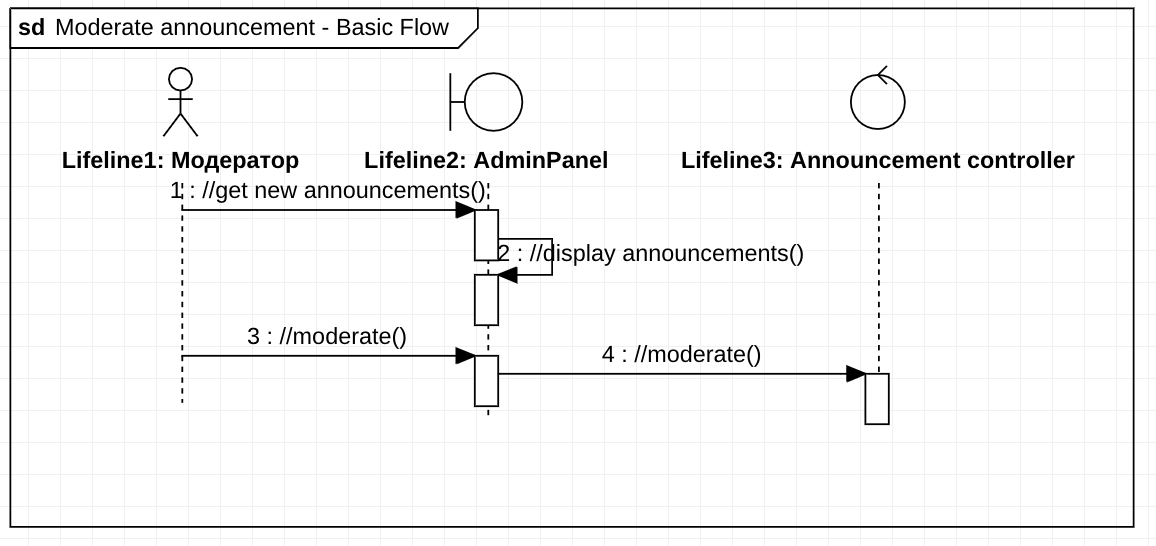 sd Moderate announcement - Basic Flow
Lifeline1: Модератор
Lifeline2: AdminPanel
Lifeline3: Announcement controller
1 : //get new announcements()
2 : //display announcements()
3 : //moderate()
4 : //moderate()